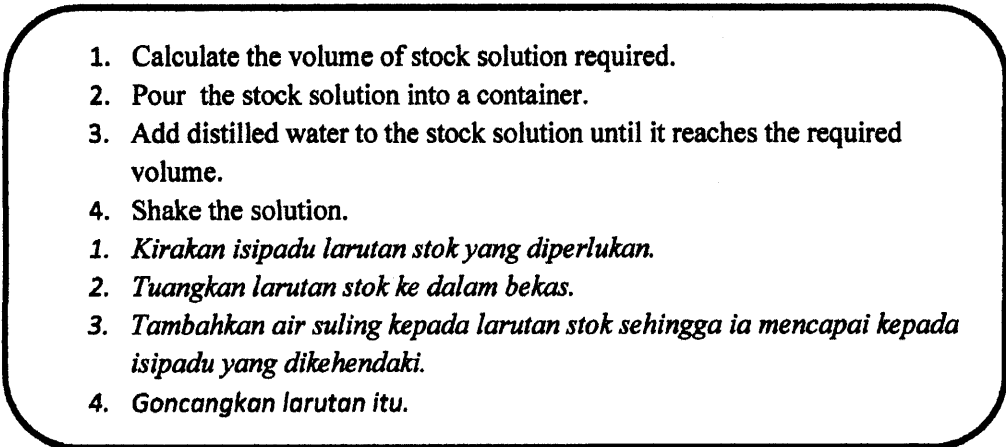 1. Calculate the volume of stock solution required.
2. Pour the stock solution into a container.
3. Add distilled water to the stock solution until it reaches the required
volume.
4. Shake the solution.
1. Kirakan isipadu larutan stok yang diperlukan.
2. Tuangkan larutan stok ke dalam bekas.
3. Tambahkan air suling kepada larutan stok sehingga ia mencapai kepada
isipadu yang dikehendaki.
4. Goncangkan larutan itu.